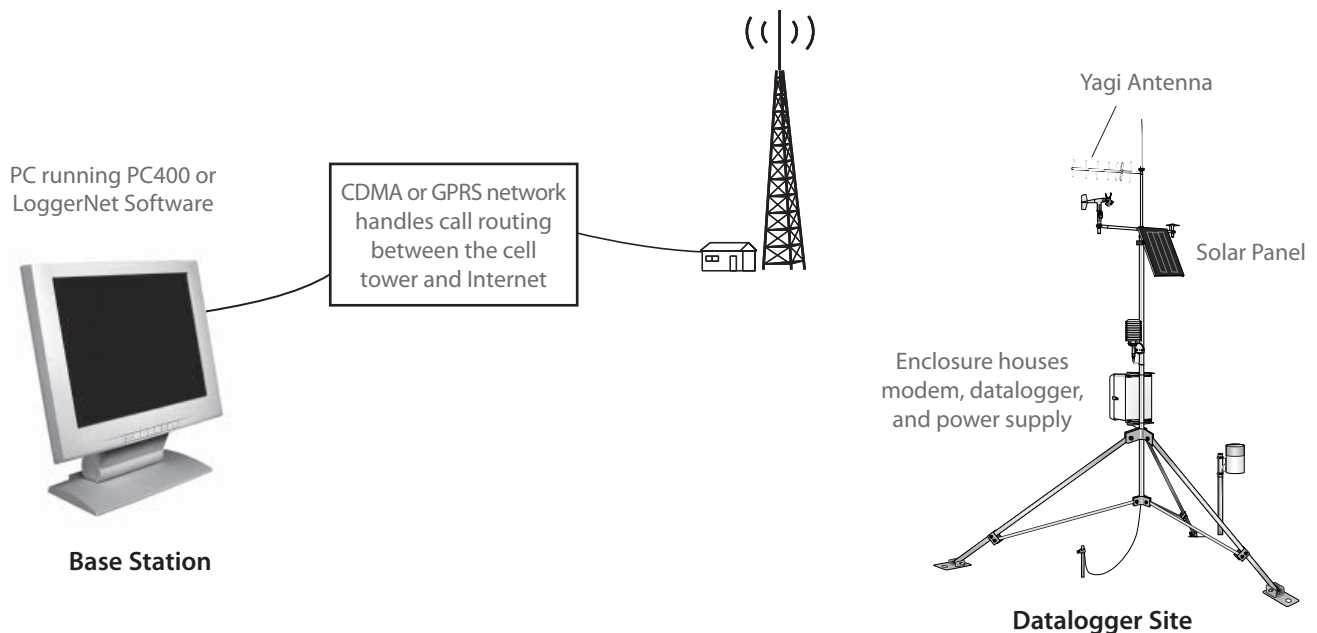 PC running PC400 or
LoggerNet Software
CDMA or GPRS network
handles call routing
between the cell
tower and Internet
Yagi Antenna
Solar Panel
Enclosure houses
modem, datalogger,
and power supply
Base Station
Datalogger Site